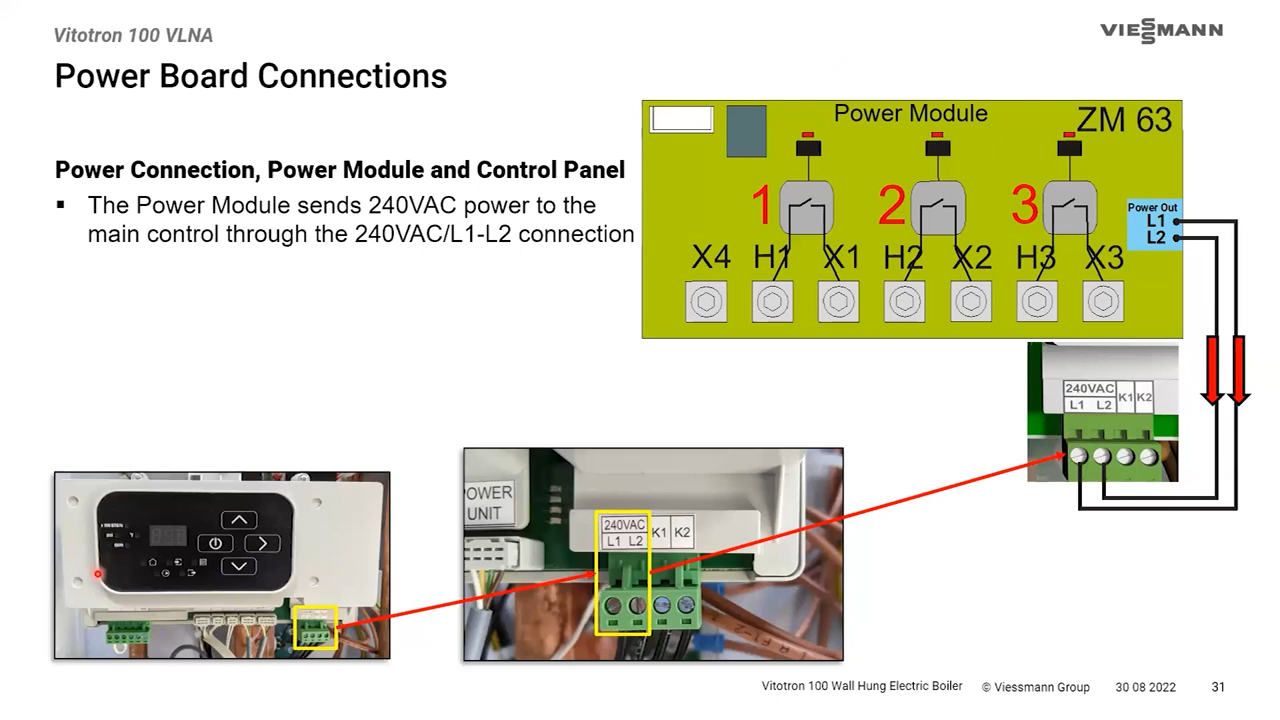 Vitotron 100 VLNA
VIESSMANN
Power Board Connections
Power Connection, Power Module and Control Panel
▪ The Power Module sends 240VAC power to the
main control through the 240VAC/L1-L2 connection
Power Module
ZM 63
1 2 3
Power Out
L1
L2
X4 H1 X1 H2 X2 H3 X3
240VAC
L1 L2 K1 K2
POWER
UNIT
240VAC
L1 L2 K1 K2
Vitotron 100 Wall Hung Electric Boiler © Viessmann Group 30 08 2022 31